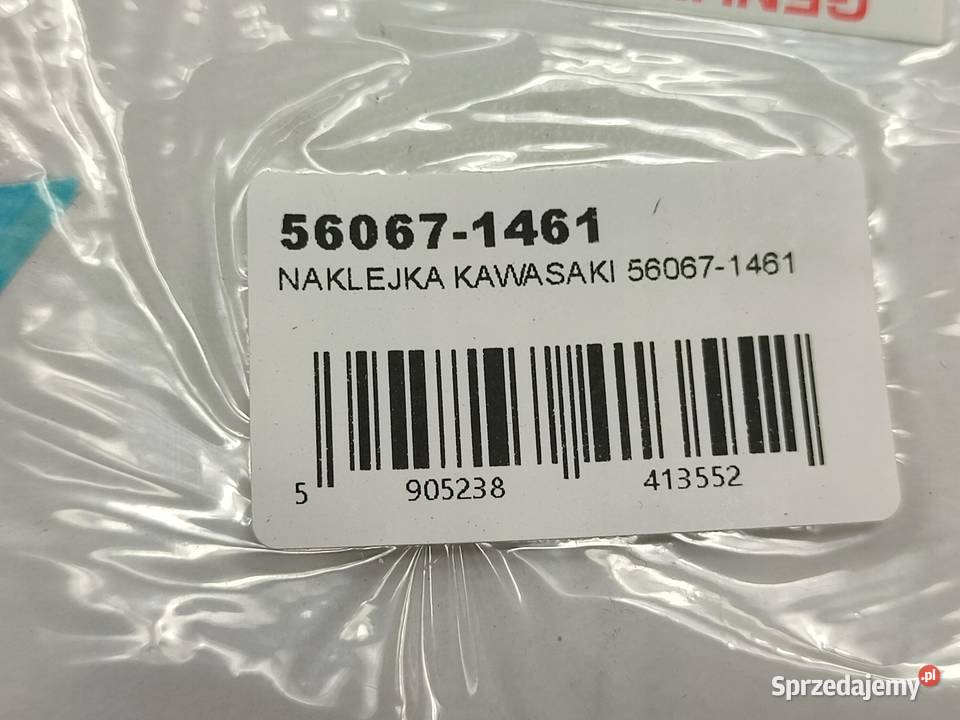 56067-1461
NAKLEJKA KAWASAKI 56067-1461
5 905238 413552
Sprzedajemy.pl